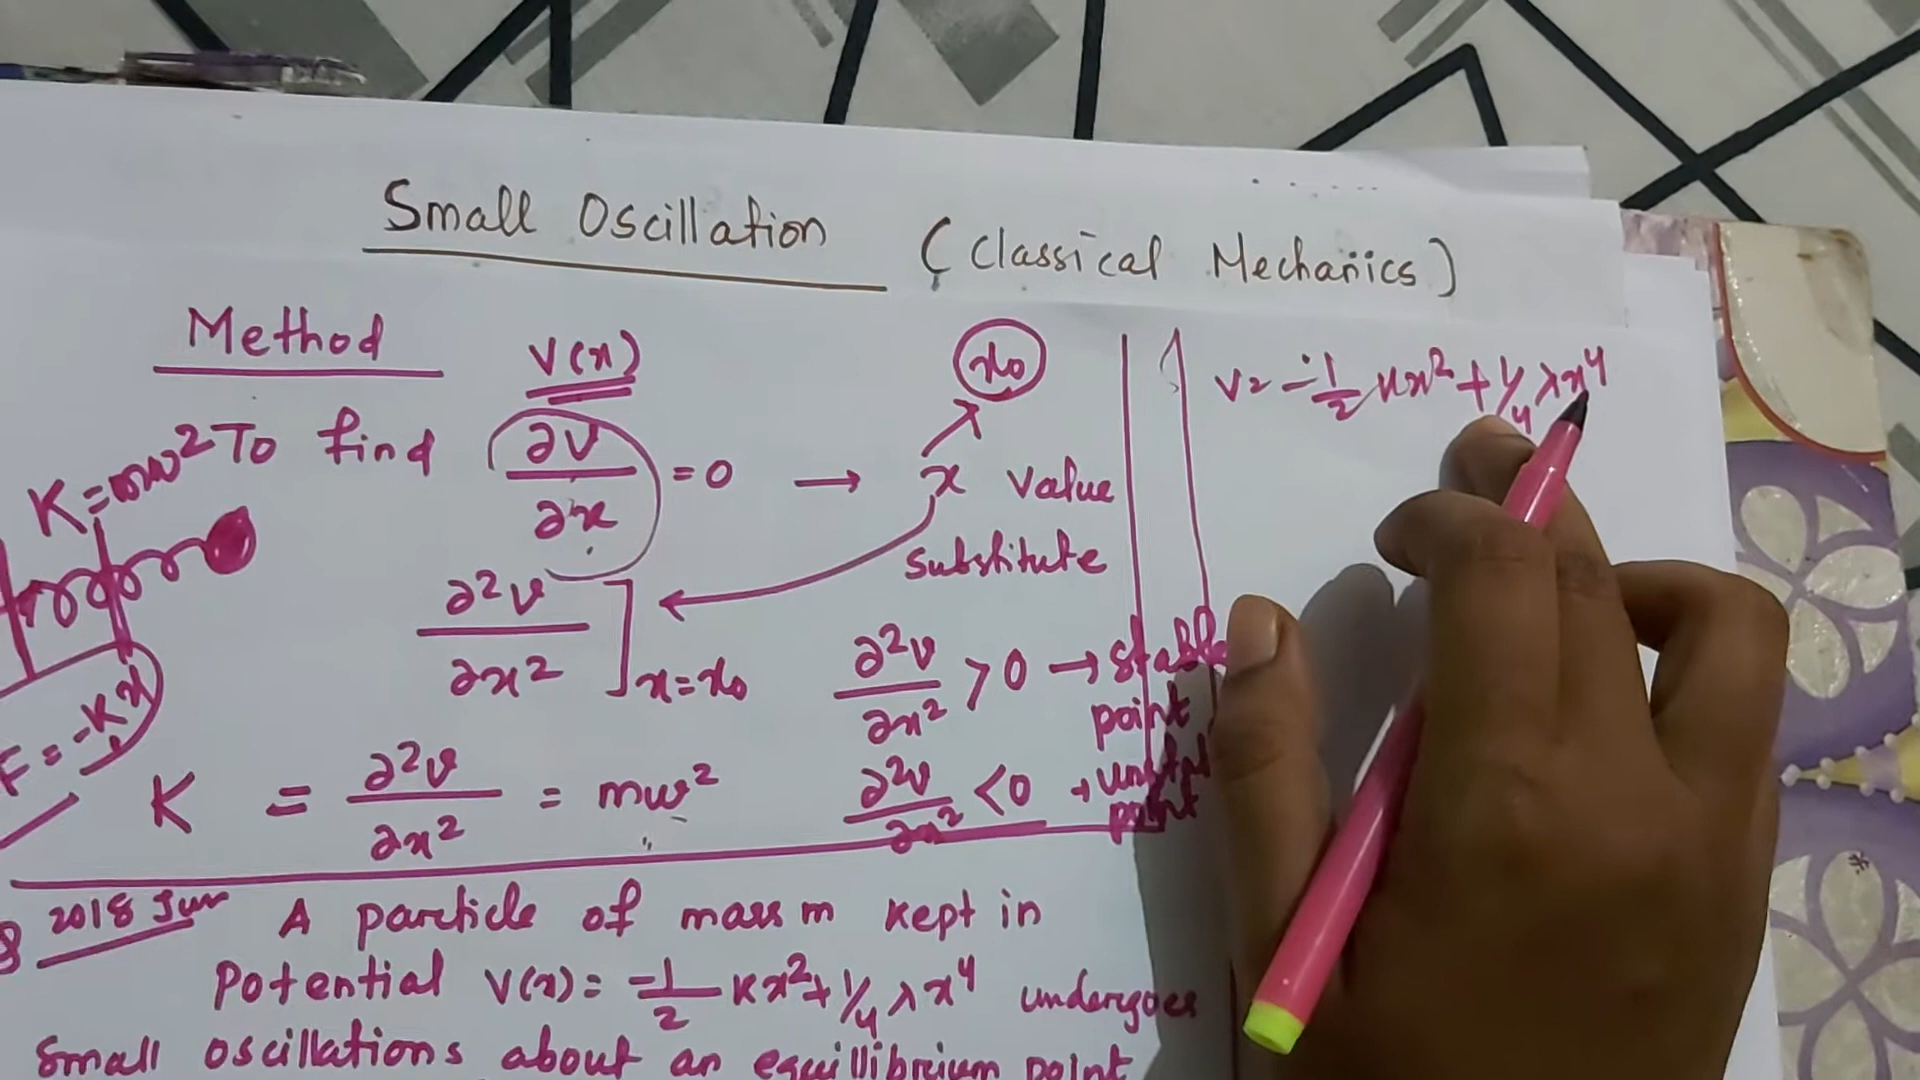 Small Oscillation (Classical Mechanics)
Method
V(x)
x₀
K=mω²
To find ∂V/∂x = 0 → x value
substitute
∂²V/∂x² ]x=x₀
F = -Kx
∂²V/∂x² > 0 → stable point
∂²V/∂x² < 0 → unstable point
K = ∂²V/∂x² = mω²
V= -1/2 Kx² + 1/4 λx⁴
2018 Jun A particle of mass m kept in
Potential V(x) = -1/2 Kx² + 1/4 λx⁴ undergoes
Small oscillations about an equillibrium point